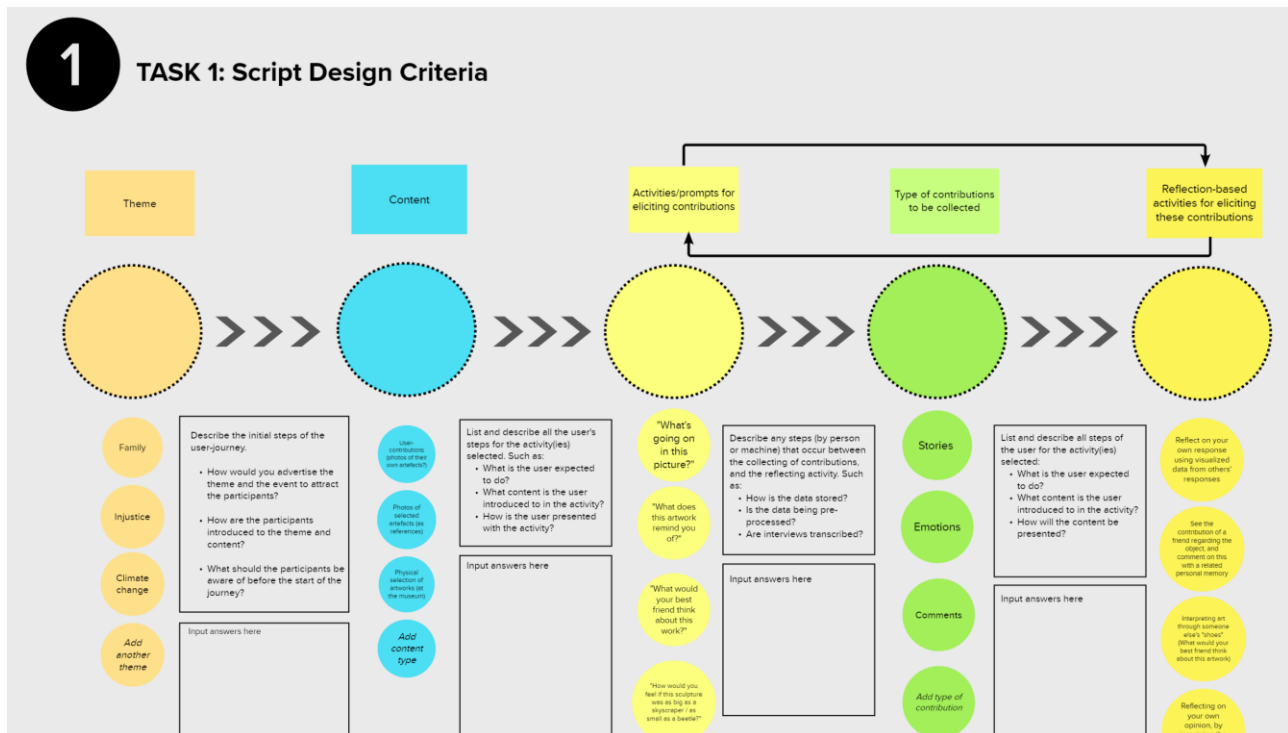 1
TASK 1: Script Design Criteria
Theme
Content
Activities/prompts for
eliciting contributions
Type of contributions
to be collected
Reflection-based
activities for eliciting
these contributions
Family
Injustice
Climate
change
Add
another
theme
Describe the initial steps of the
user-journey.
• How would you advertise the
theme and the event to attract
the participants?
• How are the participants
introduced to the theme and
content?
• What should the participants be
aware of before the start of the
journey?
Input answers here
User-
contributions
(photos of their
own artefacts?)
Photos of
selected
artefacts (as
references)
Physical
selection of
artworks (at
the museum)
Add
content
type
List and describe all the user's
steps for the activity(ies)
selected. Such as:
• What is the user expected
to do?
• What content is the user
introduced to in the activity?
• How is the user presented
with the activity?
Input answers here
"What's
going on
in this
picture?"
"What does
this artwork
remind you
of?"
"What would
your best
friend think
about this
work?"
"How would you
feel if this sculpture
was as big as a
skyscraper / as
small as a beetle?"
Describe any steps (by person
or machine) that occur between
the collecting of contributions,
and the reflecting activity. Such
as:
• How is the data stored?
• Is the data being pre-
processed?
• Are interviews transcribed?
Input answers here
Stories
Emotions
Comments
Add type of
contribution
List and describe all steps of
the user for the activity(ies)
selected:
• What is the user expected
to do?
• What content is the user
introduced to in the activity?
• How will the content be
presented?
Input answers here
Reflect on your
own response
using visualized
data from others'
responses
See the
contribution of a
friend regarding the
object, and
comment on this
with a related
personal memory
Interpreting art
through someone
else's "shoes"
(What would your
best friend think
about this artwork)
Reflecting on
your own
opinion, by